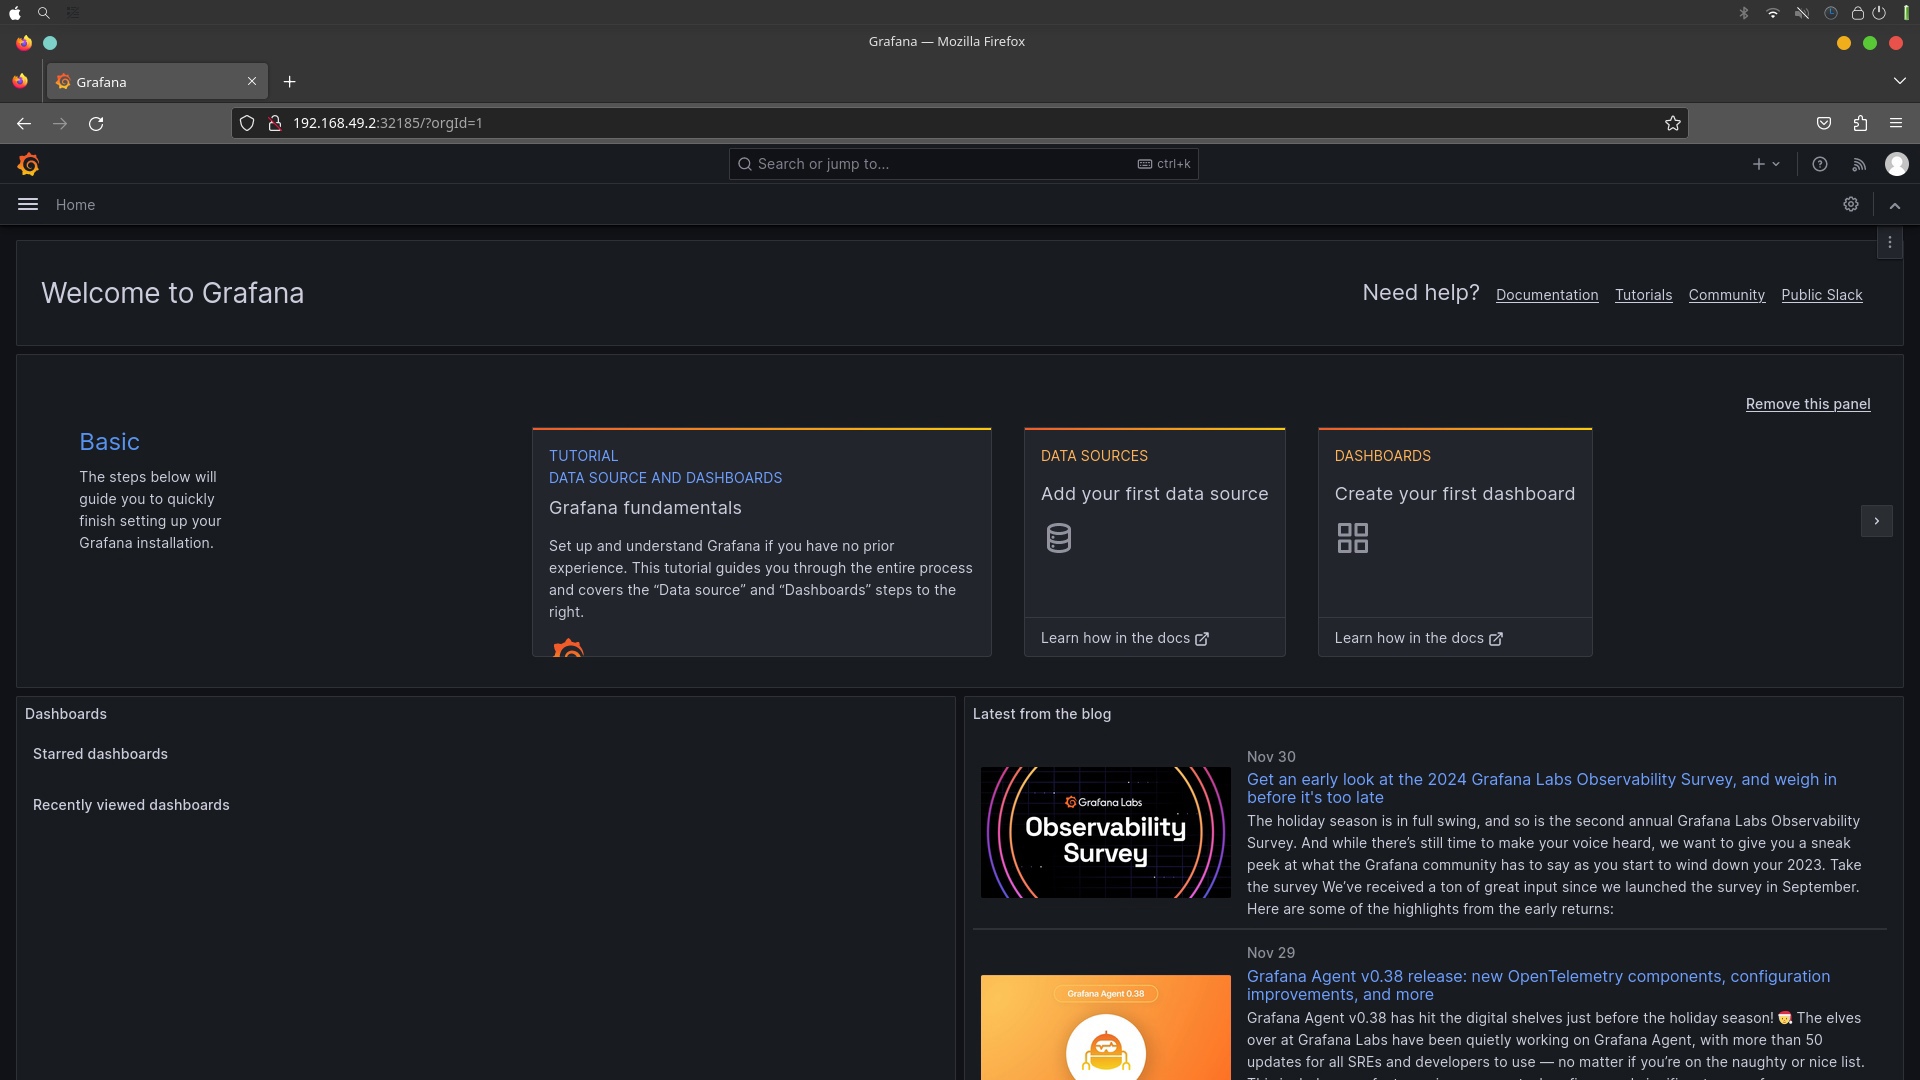 Grafana — Mozilla Firefox
Grafana
192.168.49.2:32185/?orgId=1
Search or jump to...
ctrl+k
Home
Welcome to Grafana
Need help?
Documentation
Tutorials
Community
Public Slack
Remove this panel
Basic
The steps below will
guide you to quickly
finish setting up your
Grafana installation.
TUTORIAL
DATA SOURCE AND DASHBOARDS
Grafana fundamentals
Set up and understand Grafana if you have no prior
experience. This tutorial guides you through the entire process
and covers the “Data source” and “Dashboards” steps to the
right.
DATA SOURCES
Add your first data source
Learn how in the docs
DASHBOARDS
Create your first dashboard
Learn how in the docs
Dashboards
Starred dashboards
Recently viewed dashboards
Latest from the blog
Grafana Labs
Observability
Survey
Nov 30
Get an early look at the 2024 Grafana Labs Observability Survey, and weigh in
before it's too late
The holiday season is in full swing, and so is the second annual Grafana Labs Observability
Survey. And while there’s still time to make your voice heard, we want to give you a sneak
peek at what the Grafana community has to say as you start to wind down your 2023. Take
the survey We’ve received a ton of great input since we launched the survey in September.
Here are some of the highlights from the early returns:
Grafana Agent 0.38
Nov 29
Grafana Agent v0.38 release: new OpenTelemetry components, configuration
improvements, and more
Grafana Agent v0.38 has hit the digital shelves just before the holiday season! 🎅 The elves
over at Grafana Labs have been quietly working on Grafana Agent, with more than 50
updates for all SREs and developers to use — no matter if you’re on the naughty or nice list.